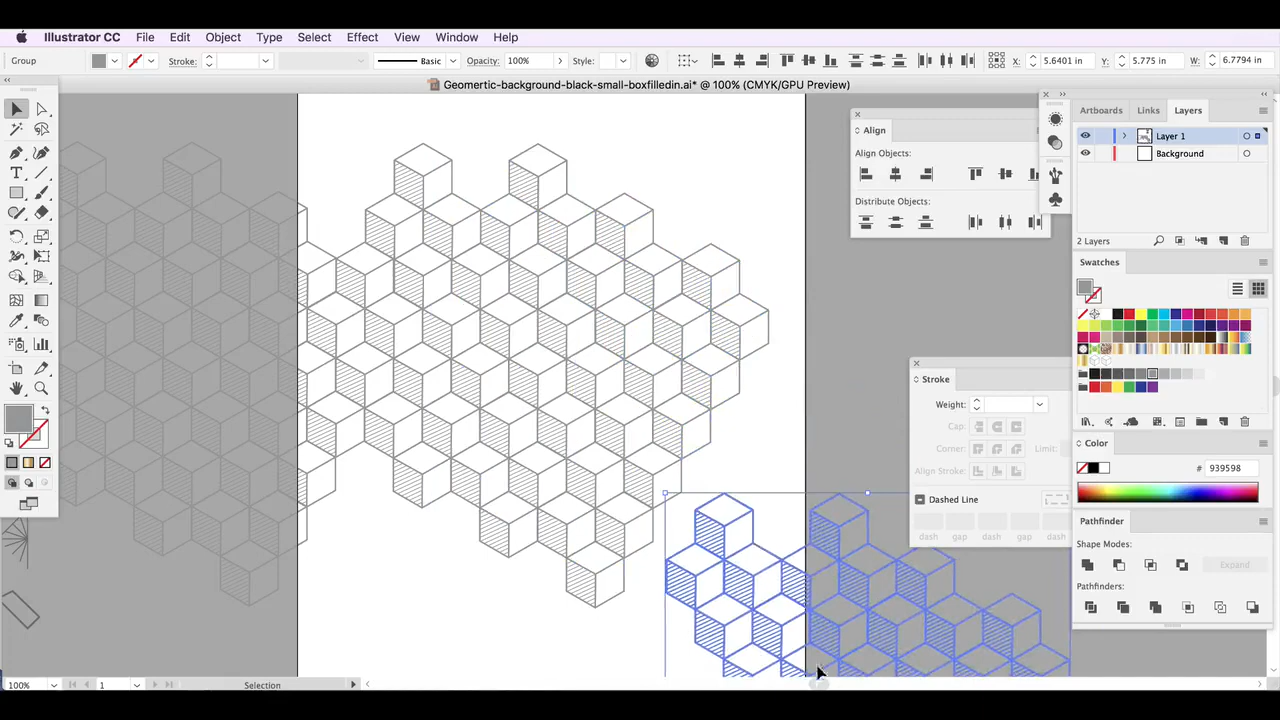 Illustrator CC File Edit Object Type Select Effect View Window Help
Group Stroke: Basic Opacity: 100% Style: X: 5.6401 in Y: 5.775 in W: 6.7794 in
Geomertic-background-black-small-boxfilledin.ai* @ 100% (CMYK/GPU Preview)
Align
Align Objects:
Distribute Objects:
Artboards Links Layers
Layer 1
Background
2 Layers
Swatches
Stroke
Weight:
Cap:
Corner: Limit:
Align Stroke:
Dashed Line
dash gap dash gap dash
Color
# 939598
Pathfinder
Shape Modes:
Expand
Pathfinders:
100% 1 Selection